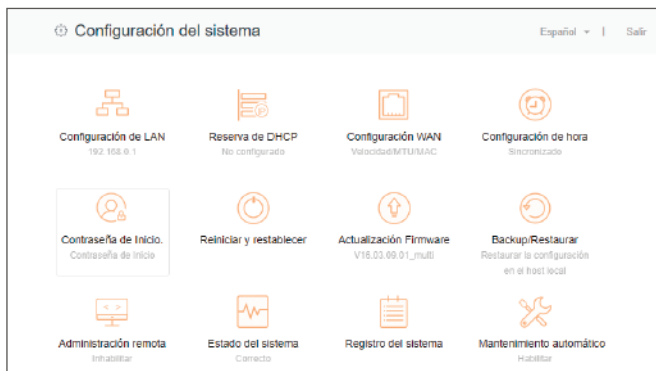 Configuración del sistema
Español | Salir
Configuración de LAN
192.168.0.1
Reserva de DHCP
No configurado
Configuración WAN
Velocidad/MTU/MAC
Configuración de hora
Sincronizado
Contraseña de Inicio.
Contraseña de Inicio
Reiniciar y restablecer
Actualización Firmware
V16.03.09.01_multi
Backup/Restaurar
Restaurar la configuración
en el host local
Administración remota
Inhabilitar
Estado del sistema
Correcto
Registro del sistema
Mantenimiento automático
Habilitar